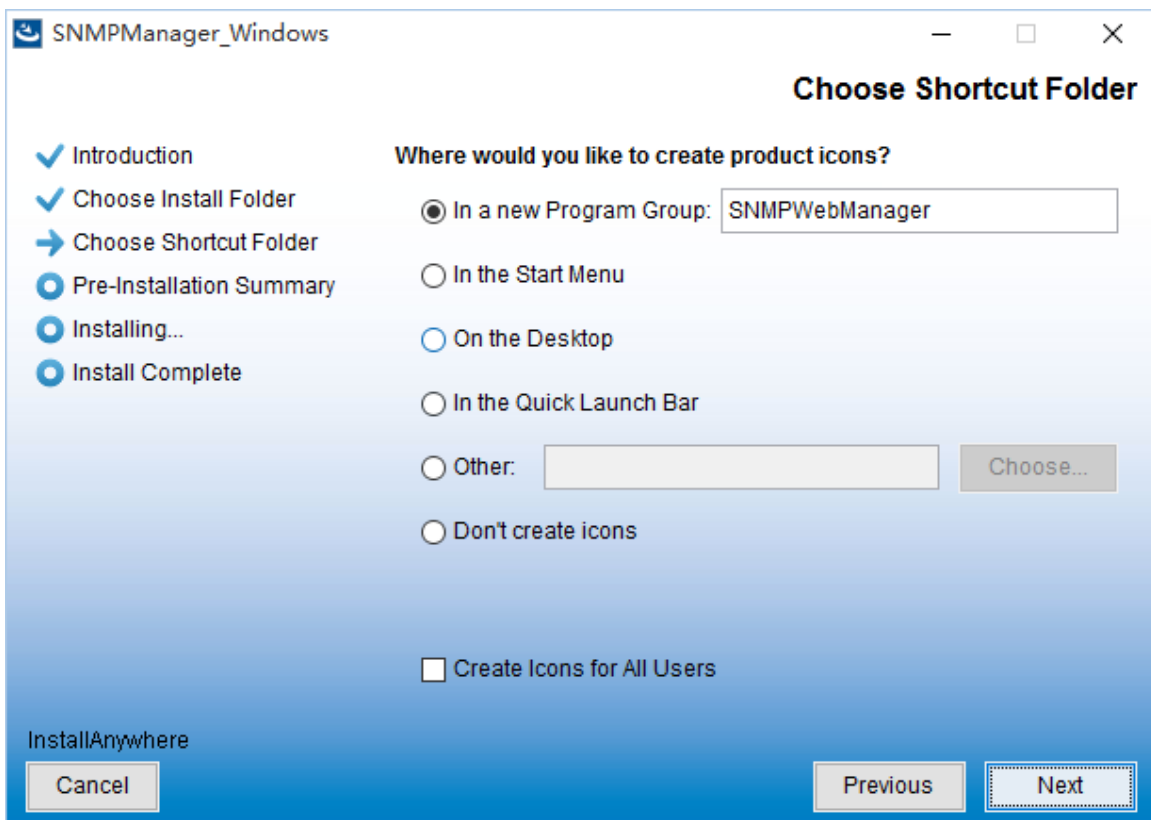 SNMPManager_Windows
Choose Shortcut Folder
Introduction
Choose Install Folder
Choose Shortcut Folder
Pre-Installation Summary
Installing...
Install Complete
Where would you like to create product icons?
In a new Program Group: SNMPWebManager
In the Start Menu
On the Desktop
In the Quick Launch Bar
Other: Choose...
Don't create icons
Create Icons for All Users
InstallAnywhere
Cancel Previous Next